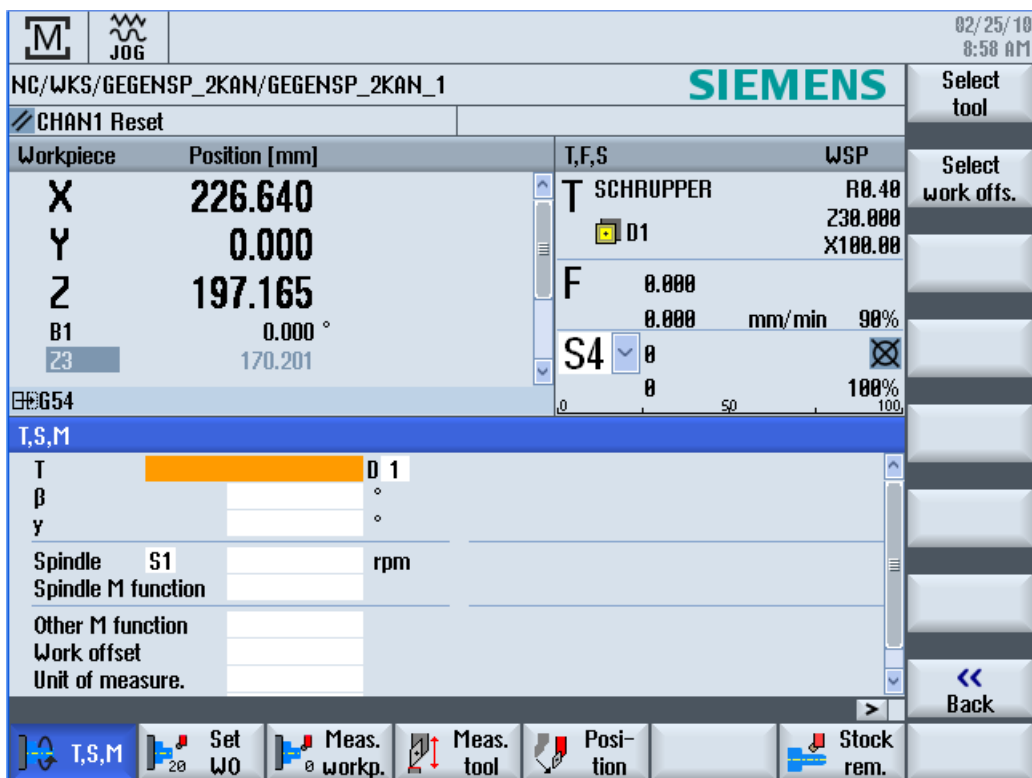 M
JOG
02/25/18
8:58 AM
NC/WKS/GEGENSP_2KAN/GEGENSP_2KAN_1
SIEMENS
CHAN1 Reset
Workpiece Position [mm]
X 226.640
Y 0.000
Z 197.165
B1 0.000 °
Z3 170.201
G54
T,F,S WSP
T SCHRUPPER R0.40
Z30.000
D1 X100.00
F 0.000
0.000 mm/min 90%
S4 0
0 100%
0 50 100
T,S,M
T D 1
β °
γ °
Spindle S1 rpm
Spindle M function
Other M function
Work offset
Unit of measure.
>
Select
tool
Select
work offs.
<<
Back
T,S,M
20
Set
WO
0
Meas.
workp.
Meas.
tool
Posi-
tion
Stock
rem.